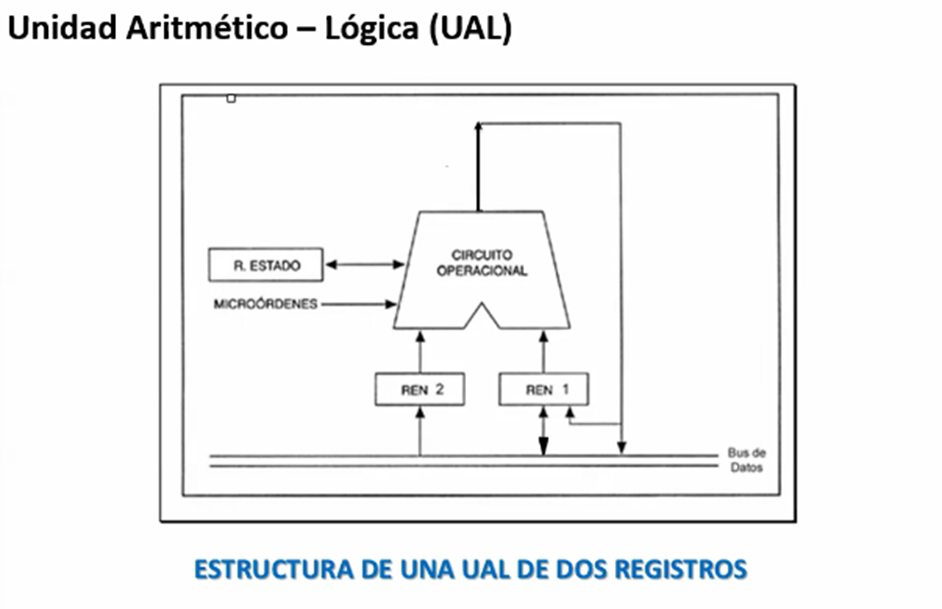 Unidad Aritmético – Lógica (UAL)
CIRCUITO
OPERACIONAL
R. ESTADO
MICROÓRDENES
REN 2
REN 1
Bus de
Datos
ESTRUCTURA DE UNA UAL DE DOS REGISTROS